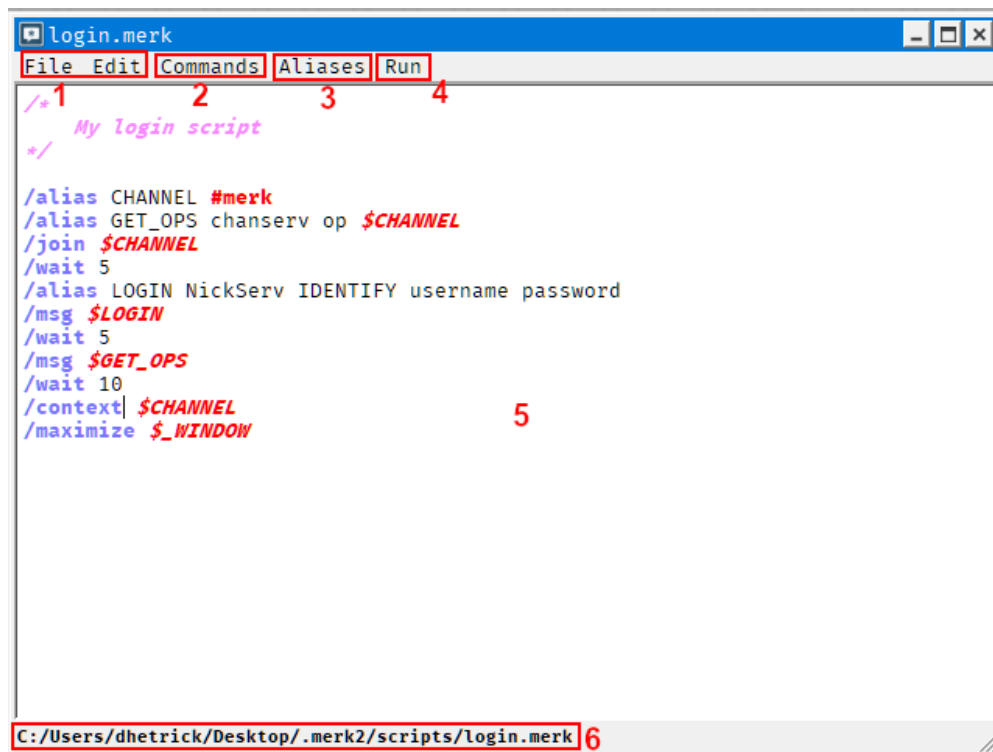 login.merk
File Edit Commands Aliases Run
1 2 3 4
/*
My login script
*/
/alias CHANNEL #merk
/alias GET_OPS chanserv op $CHANNEL
/join $CHANNEL
/wait 5
/alias LOGIN NickServ IDENTIFY username password
/msg $LOGIN
/wait 5
/msg $GET_OPS
/wait 10
/context $CHANNEL
5
/maximize $_WINDOW
C:/Users/dhetrick/Desktop/.merk2/scripts/login.merk 6